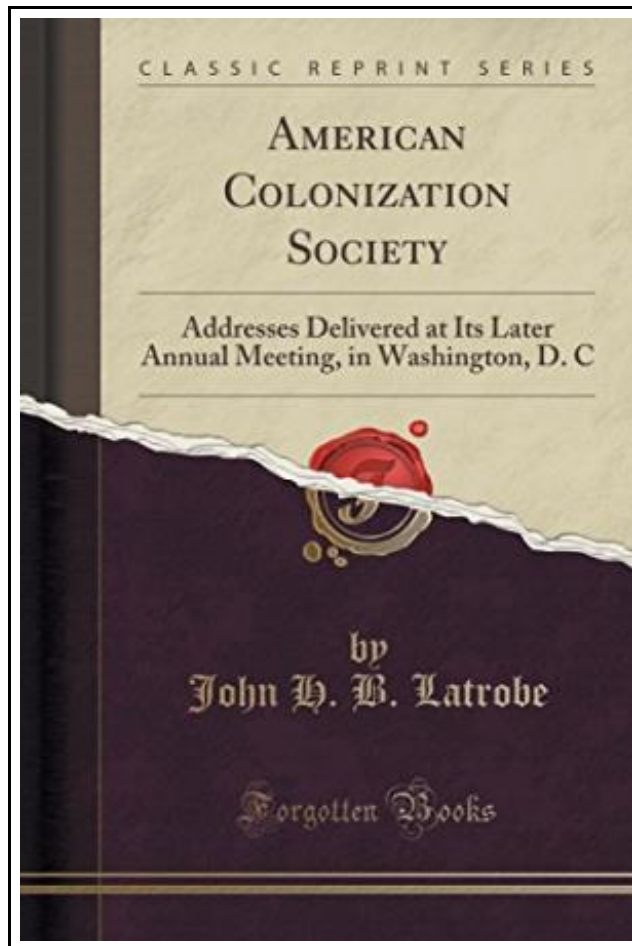 CLASSIC REPRINT SERIES
AMERICAN
COLONIZATION
SOCIETY
Addresses Delivered at Its Later
Annual Meeting, in Washington, D. C
by
John H. B. Latrobe
Forgotten Books